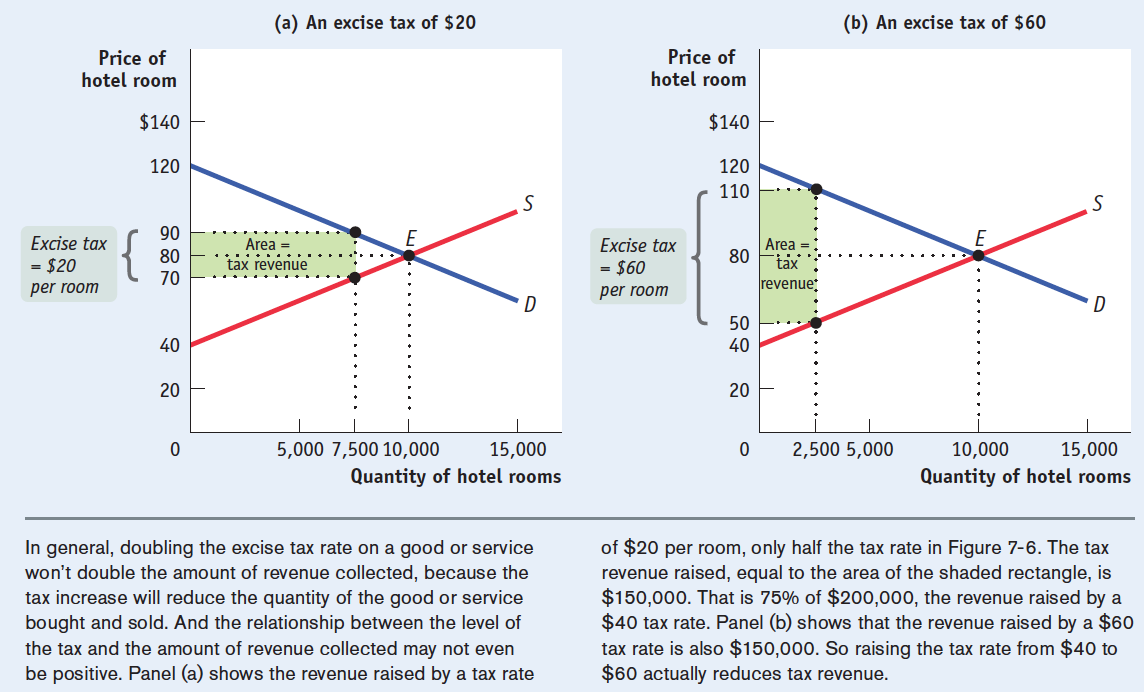 (a) An excise tax of $20
Price of
hotel room
$140
120
90
80
70
40
20
0
Excise tax
= $20
per room
Area =
tax revenue
E
S
D
5,000 7,500 10,000 15,000
Quantity of hotel rooms
(b) An excise tax of $60
Price of
hotel room
$140
120
110
80
50
40
20
0
Excise tax
= $60
per room
Area =
tax
revenue
E
S
D
2,500 5,000 10,000 15,000
Quantity of hotel rooms
In general, doubling the excise tax rate on a good or service
won't double the amount of revenue collected, because the
tax increase will reduce the quantity of the good or service
bought and sold. And the relationship between the level of
the tax and the amount of revenue collected may not even
be positive. Panel (a) shows the revenue raised by a tax rate
of $20 per room, only half the tax rate in Figure 7-6. The tax
revenue raised, equal to the area of the shaded rectangle, is
$150,000. That is 75% of $200,000, the revenue raised by a
$40 tax rate. Panel (b) shows that the revenue raised by a $60
tax rate is also $150,000. So raising the tax rate from $40 to
$60 actually reduces tax revenue.